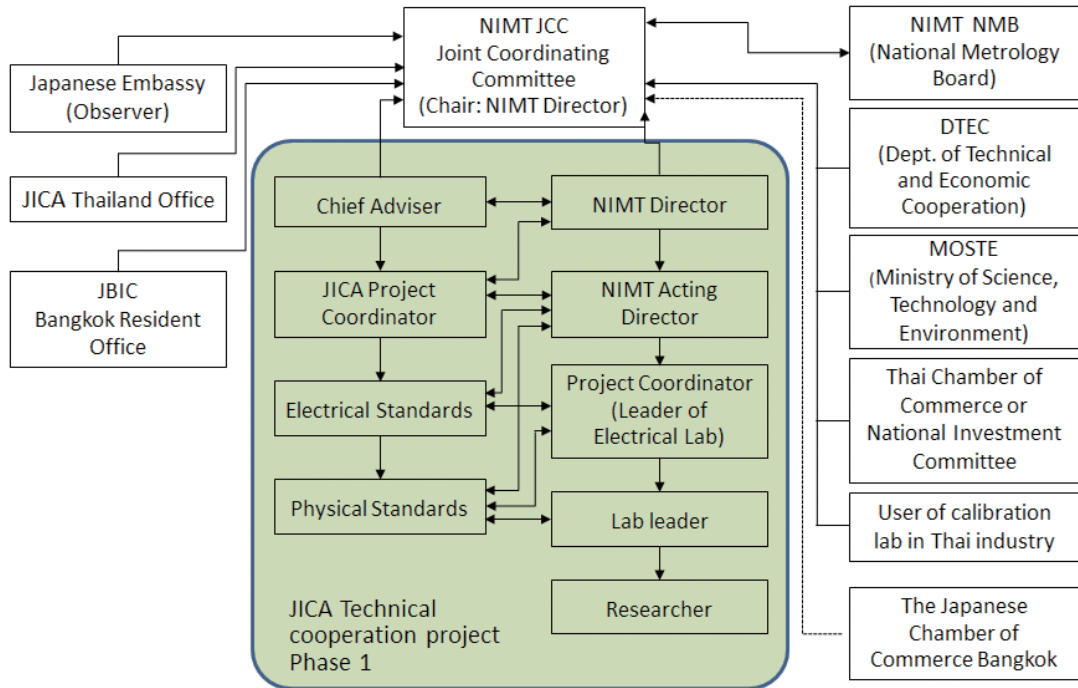 NIMT JCC
Joint Coordinating
Committee
(Chair: NIMT Director)
Japanese Embassy
(Observer)
JICA Thailand Office
JBIC
Bangkok Resident
Office
NIMT NMB
(National Metrology
Board)
DTEC
(Dept. of Technical
and Economic
Cooperation)
MOSTE
(Ministry of Science,
Technology and
Environment)
Thai Chamber of
Commerce or
National Investment
Committee
User of calibration
lab in Thai industry
The Japanese
Chamber of
Commerce Bangkok
Chief Adviser
NIMT Director
JICA Project
Coordinator
NIMT Acting
Director
Electrical Standards
Project Coordinator
(Leader of
Electrical Lab)
Physical Standards
Lab leader
Researcher
JICA Technical
cooperation project
Phase 1